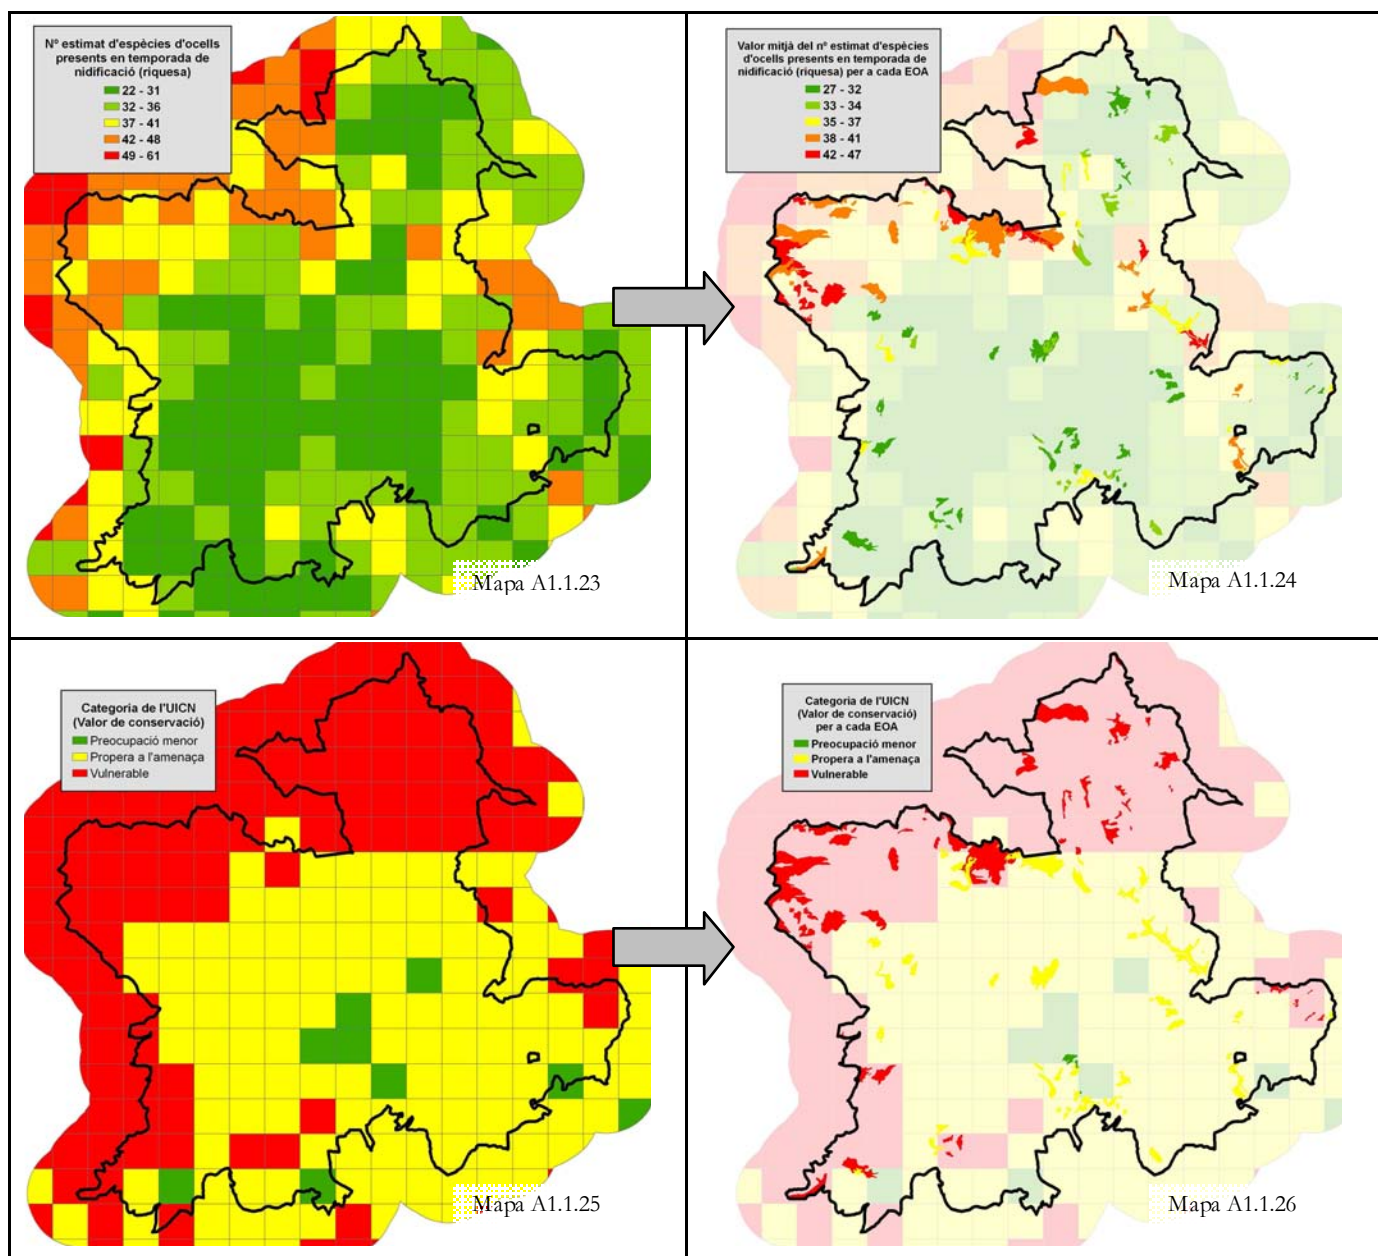 Nº estimat d'espècies d'ocells
presents en temporada de
nidificació (riquesa)
22 - 31
32 - 36
37 - 41
42 - 48
49 - 61
Mapa A1.1.23
Valor mitjà del nº estimat d'espècies
d'ocells presents en temporada de
nidificació (riquesa) per a cada EOA
27 - 32
33 - 34
35 - 37
38 - 41
42 - 47
Mapa A1.1.24
Categoria de l'UICN
(Valor de conservació)
Preocupació menor
Propera a l'amenaça
Vulnerable
Mapa A1.1.25
Categoria de l'UICN
(Valor de conservació)
per a cada EOA
Preocupació menor
Propera a l'amenaça
Vulnerable
Mapa A1.1.26